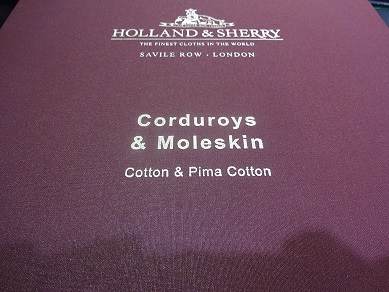 HOLLAND & SHERRY
THE FINEST CLOTHS IN THE WORLD
SAVILE ROW · LONDON
Corduroys
& Moleskin
Cotton & Pima Cotton